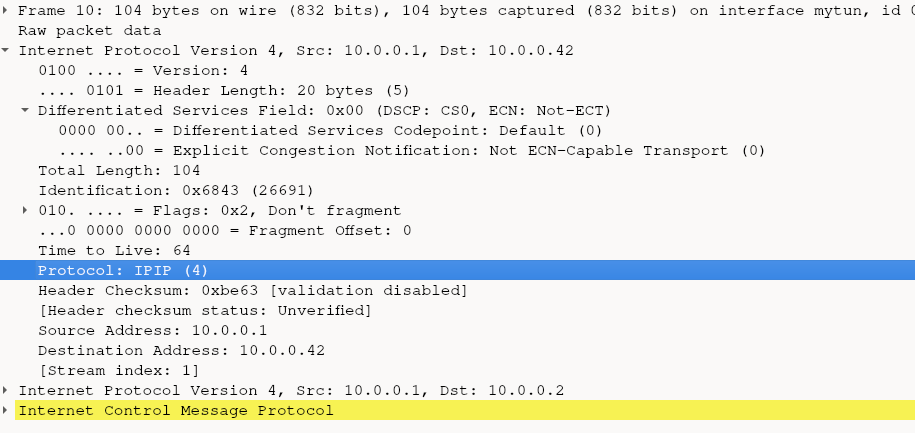 Frame 10: 104 bytes on wire (832 bits), 104 bytes captured (832 bits) on interface mytun, id
Raw packet data
Internet Protocol Version 4, Src: 10.0.0.1, Dst: 10.0.0.42
0100 .... = Version: 4
.... 0101 = Header Length: 20 bytes (5)
Differentiated Services Field: 0x00 (DSCP: CS0, ECN: Not-ECT)
0000 00.. = Differentiated Services Codepoint: Default (0)
.... ..00 = Explicit Congestion Notification: Not ECN-Capable Transport (0)
Total Length: 104
Identification: 0x6843 (26691)
010. .... = Flags: 0x2, Don't fragment
...0 0000 0000 0000 = Fragment Offset: 0
Time to Live: 64
Protocol: IPIP (4)
Header Checksum: 0xbe63 [validation disabled]
[Header checksum status: Unverified]
Source Address: 10.0.0.1
Destination Address: 10.0.0.42
[Stream index: 1]
Internet Protocol Version 4, Src: 10.0.0.1, Dst: 10.0.0.2
Internet Control Message Protocol